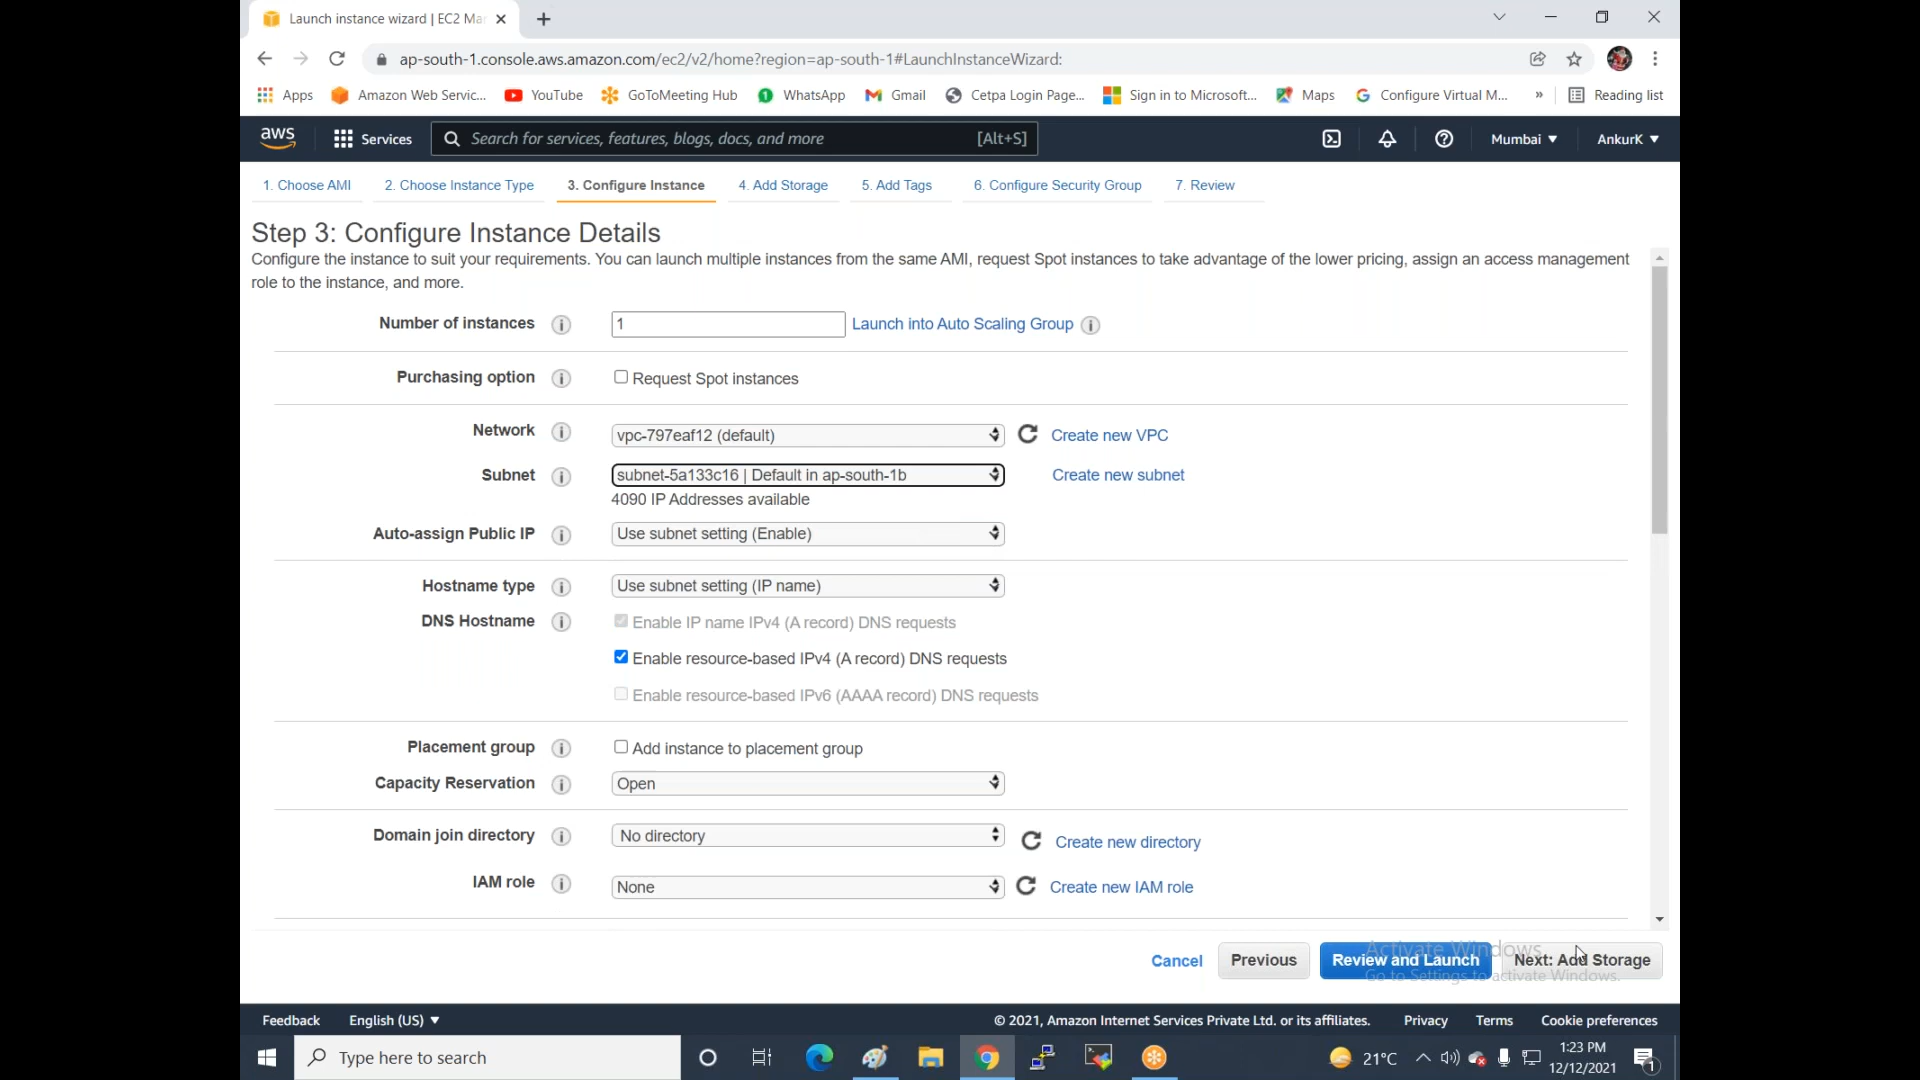 Launch instance wizard | EC2 Ma
ap-south-1.console.aws.amazon.com/ec2/v2/home?region=ap-south-1#LaunchInstanceWizard:
Apps Amazon Web Servic... YouTube GoToMeeting Hub WhatsApp Gmail Cetpa Login Page... Sign in to Microsoft... Maps Configure Virtual M... » Reading list
aws Services Search for services, features, blogs, docs, and more [Alt+S] Mumbai AnkurK
1. Choose AMI 2. Choose Instance Type 3. Configure Instance 4. Add Storage 5. Add Tags 6. Configure Security Group 7. Review
Step 3: Configure Instance Details
Configure the instance to suit your requirements. You can launch multiple instances from the same AMI, request Spot instances to take advantage of the lower pricing, assign an access management
role to the instance, and more.
Number of instances 1 Launch into Auto Scaling Group
Purchasing option Request Spot instances
Network vpc-797eaf12 (default) Create new VPC
Subnet subnet-5a133c16 | Default in ap-south-1b Create new subnet
4090 IP Addresses available
Auto-assign Public IP Use subnet setting (Enable)
Hostname type Use subnet setting (IP name)
DNS Hostname Enable IP name IPv4 (A record) DNS requests
Enable resource-based IPv4 (A record) DNS requests
Enable resource-based IPv6 (AAAA record) DNS requests
Placement group Add instance to placement group
Capacity Reservation Open
Domain join directory No directory Create new directory
IAM role None Create new IAM role
Activate Windows
Cancel Previous Review and Launch Next: Add Storage
Go to Settings to activate Windows.
Feedback English (US) © 2021, Amazon Internet Services Private Ltd. or its affiliates. Privacy Terms Cookie preferences
Type here to search 21°C 1:23 PM
12/12/2021 1